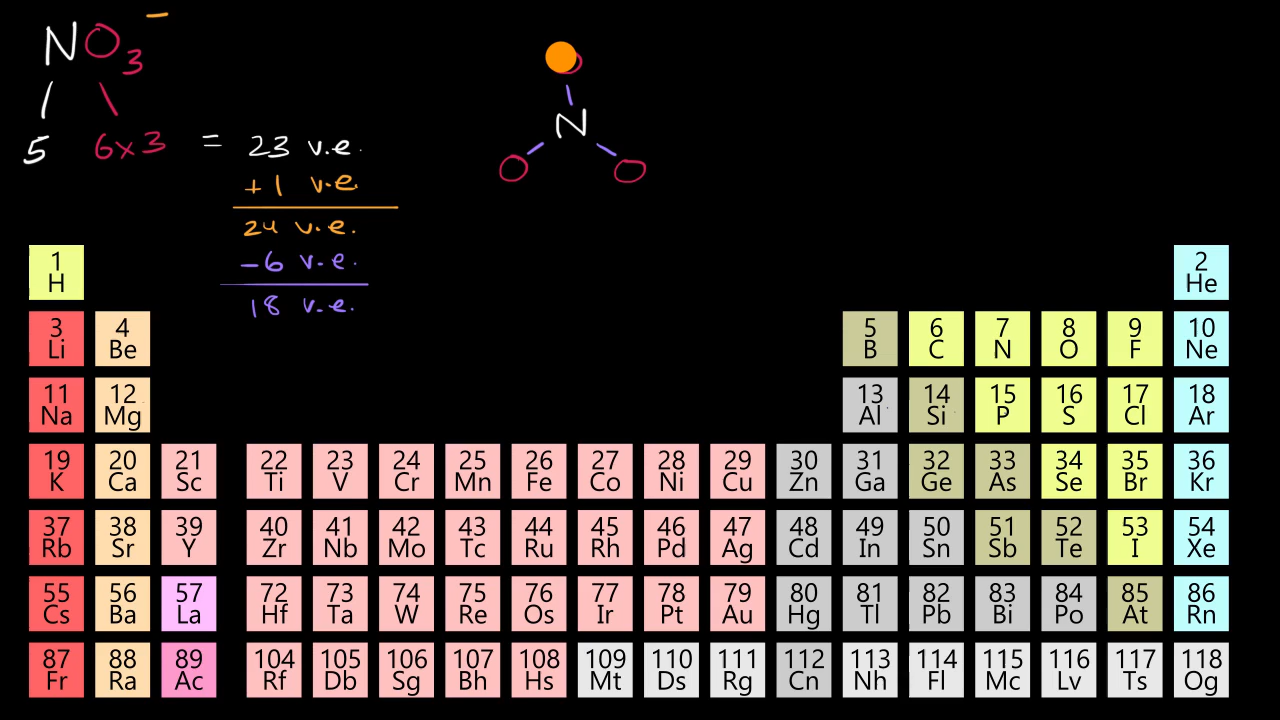 NO₃⁻
5 6x3 = 23 v.e.
+ 1 v.e.
24 v.e.
- 6 v.e.
18 v.e.
O
N
O O
1 2
H He
3 4 5 6 7 8 9 10
Li Be B C N O F Ne
11 12 13 14 15 16 17 18
Na Mg Al Si P S Cl Ar
19 20 21 22 23 24 25 26 27 28 29 30 31 32 33 34 35 36
K Ca Sc Ti V Cr Mn Fe Co Ni Cu Zn Ga Ge As Se Br Kr
37 38 39 40 41 42 43 44 45 46 47 48 49 50 51 52 53 54
Rb Sr Y Zr Nb Mo Tc Ru Rh Pd Ag Cd In Sn Sb Te I Xe
55 56 57 72 73 74 75 76 77 78 79 80 81 82 83 84 85 86
Cs Ba La Hf Ta W Re Os Ir Pt Au Hg Tl Pb Bi Po At Rn
87 88 89 104 105 106 107 108 109 110 111 112 113 114 115 116 117 118
Fr Ra Ac Rf Db Sg Bh Hs Mt Ds Rg Cn Nh Fl Mc Lv Ts Og